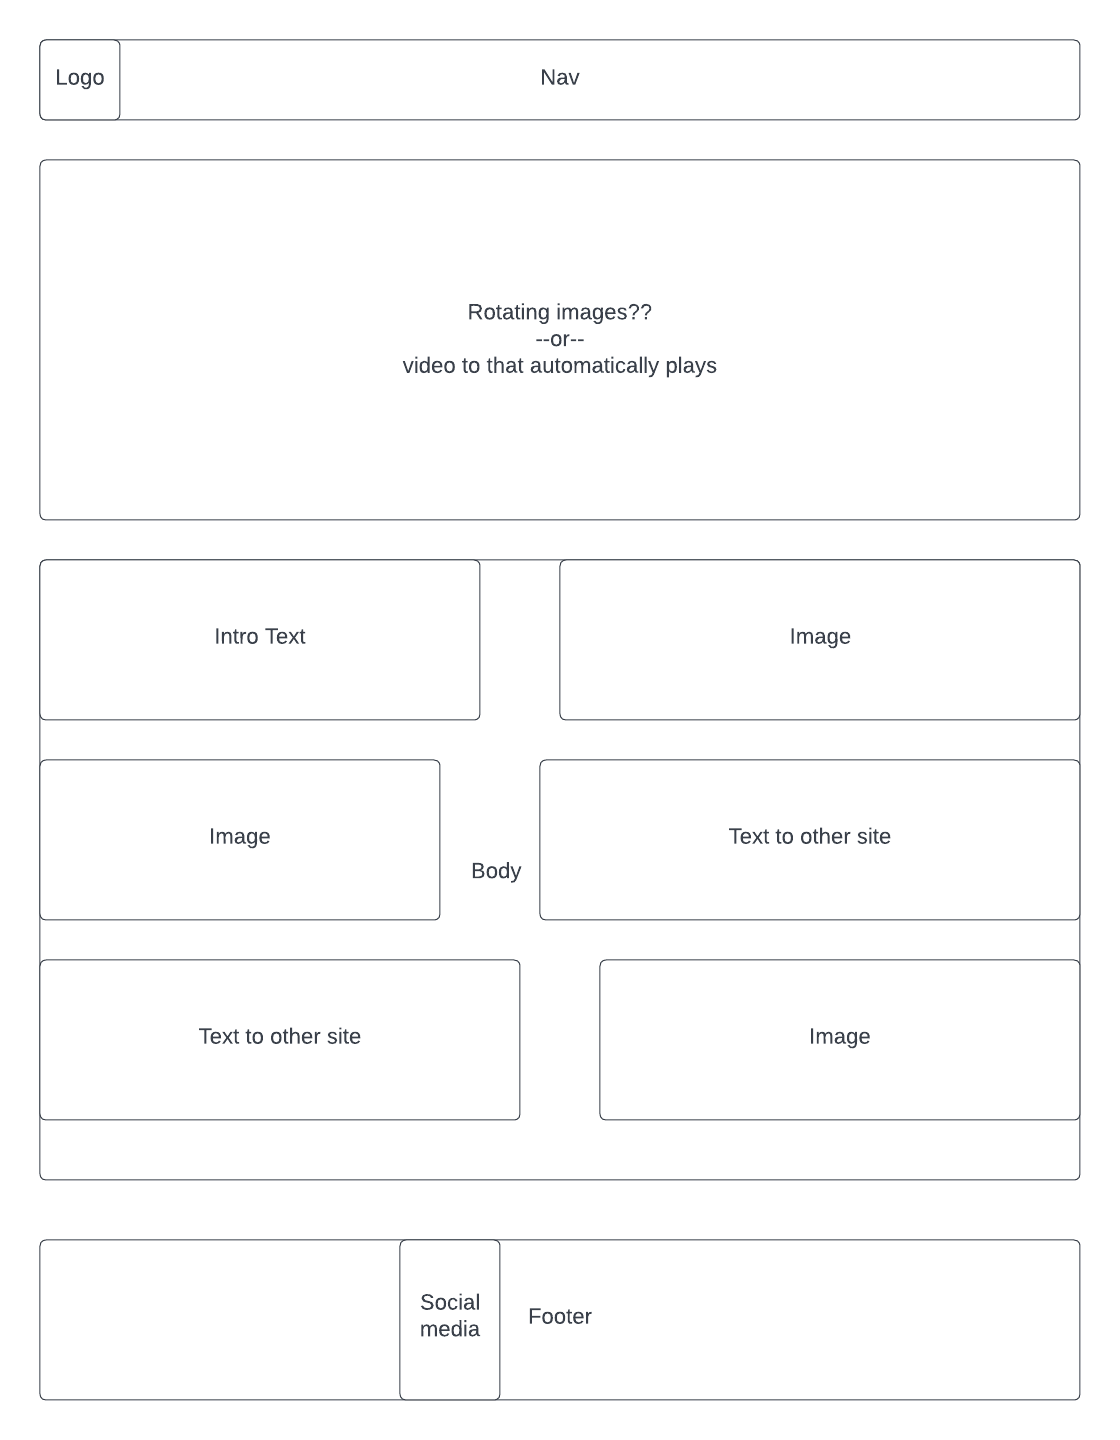 Logo
Nav
Rotating images??
--or--
video to that automatically plays
Intro Text
Image
Image
Text to other site
Body
Text to other site
Image
Social
media
Footer